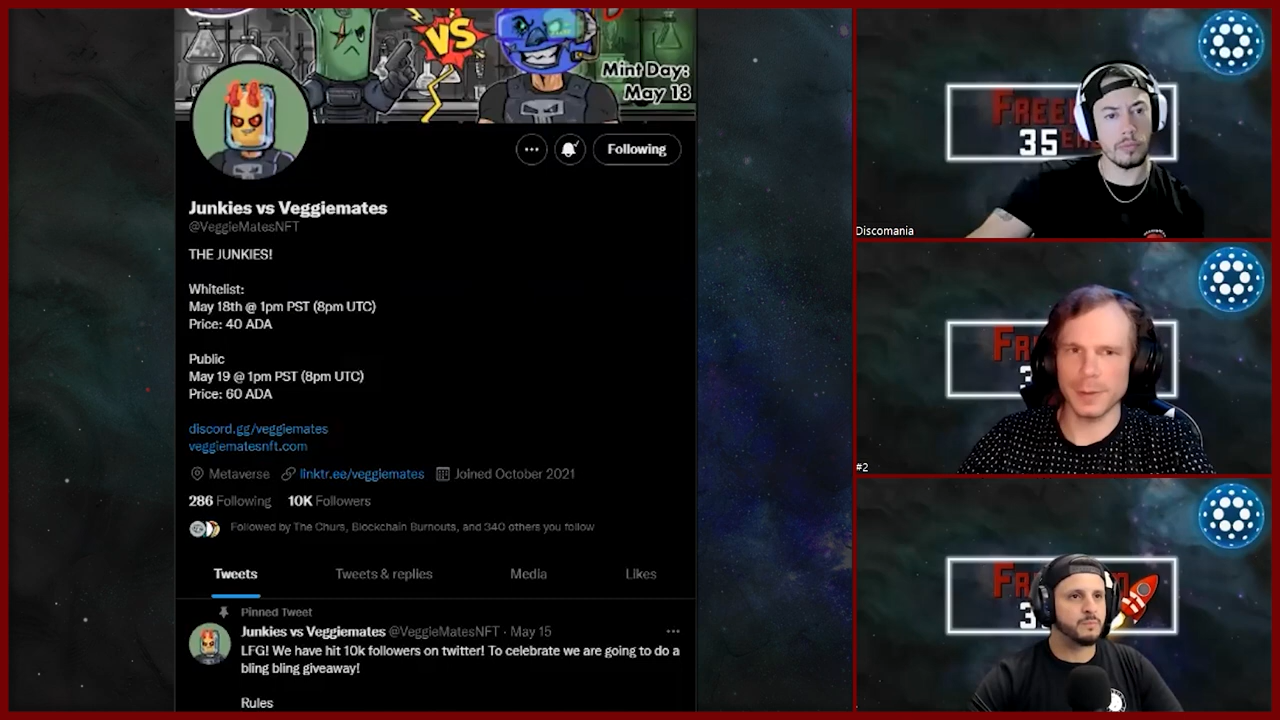 VS
Mint Day:
May 18
Following
Junkies vs Veggiemates
@VeggieMatesNFT
THE JUNKIES!
Whitelist:
May 18th @ 1pm PST (8pm UTC)
Price: 40 ADA
Public
May 19 @ 1pm PST (8pm UTC)
Price: 60 ADA
discord.gg/veggiemates
veggiematesnft.com
Metaverse linktr.ee/veggiemates Joined October 2021
286 Following 10K Followers
Followed by The Churs, Blockchain Burnouts, and 340 others you follow
Tweets Tweets & replies Media Likes
Pinned Tweet
Junkies vs Veggiemates @VeggieMatesNFT · May 15
LFG! We have hit 10k followers on twitter! To celebrate we are going to do a
bling bling giveaway!
Rules
35
Discomania
#2